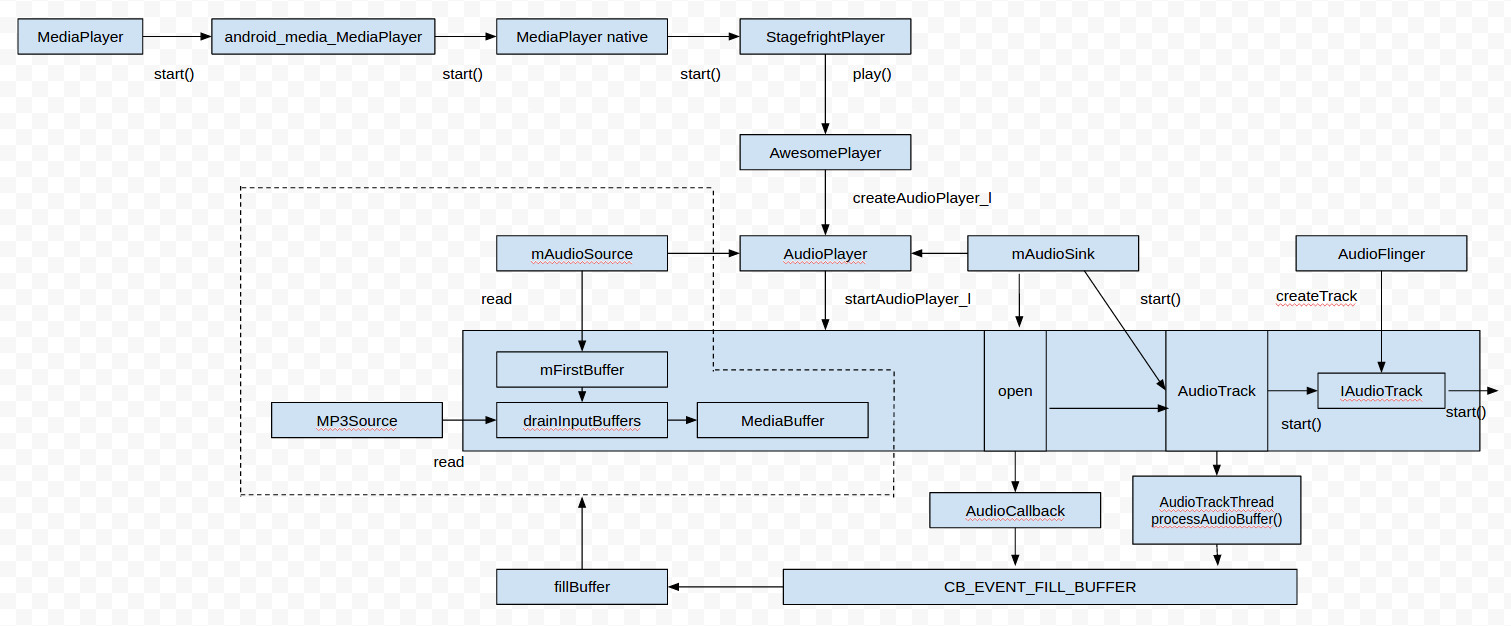 MediaPlayer
android_media_MediaPlayer
MediaPlayer native
StagefrightPlayer
start()
start()
start()
play()
AwesomePlayer
createAudioPlayer_l
mAudioSource
AudioPlayer
mAudioSink
AudioFlinger
read
startAudioPlayer_l
start()
createTrack
mFirstBuffer
open
AudioTrack
IAudioTrack
MP3Source
drainInputBuffers
MediaBuffer
start()
start()
read
AudioCallback
AudioTrackThread
processAudioBuffer()
fillBuffer
CB_EVENT_FILL_BUFFER